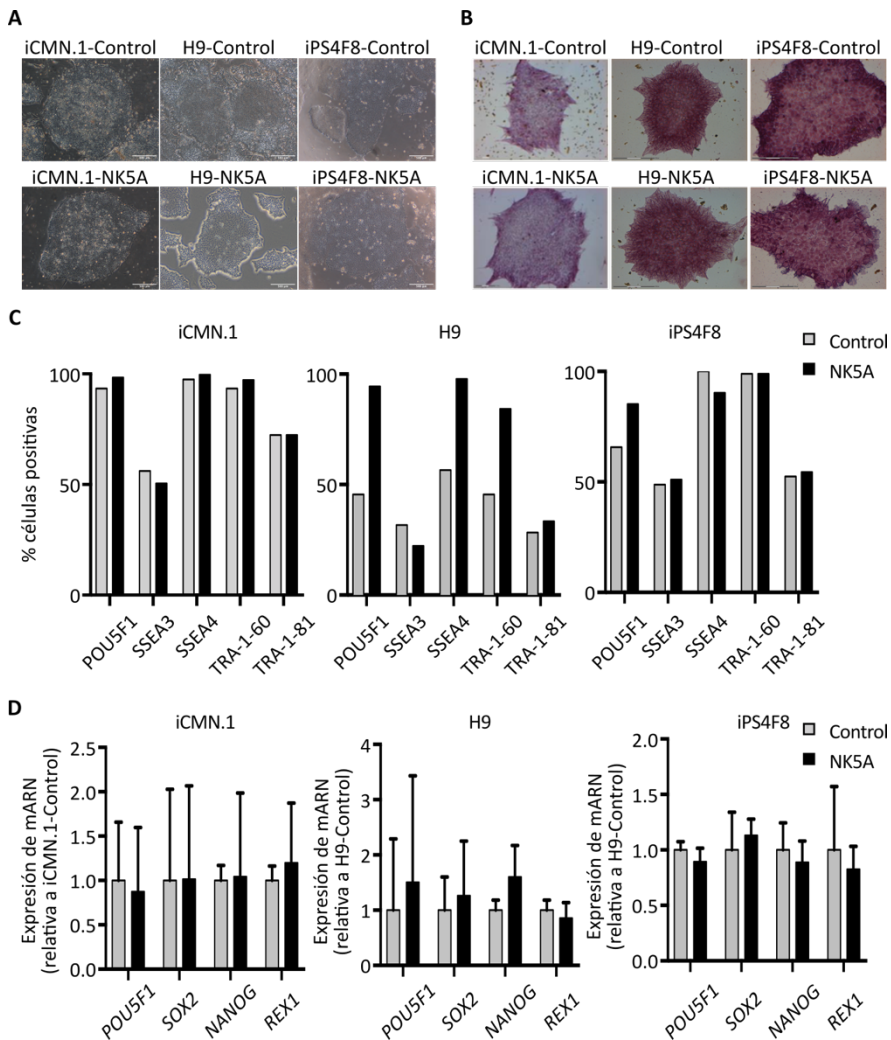 A
iCMN.1-Control H9-Control iPS4F8-Control
iCMN.1-NK5A H9-NK5A iPS4F8-NK5A
B
iCMN.1-Control H9-Control iPS4F8-Control
iCMN.1-NK5A H9-NK5A iPS4F8-NK5A
C
iCMN.1
% células positivas
100
50
0
POU5F1 SSEA3 SSEA4 TRA-1-60 TRA-1-81
H9
100
50
0
POU5F1 SSEA3 SSEA4 TRA-1-60 TRA-1-81
iPS4F8
100
50
0
POU5F1 SSEA3 SSEA4 TRA-1-60 TRA-1-81
Control
NK5A
D
iCMN.1
Expresión de mARN
(relativa a iCMN.1-Control)
2.5
2.0
1.5
1.0
0.5
0.0
POU5F1 SOX2 NANOG REX1
H9
Expresión de mARN
(relativa a H9-Control)
4
3
2
1
0
POU5F1 SOX2 NANOG REX1
iPS4F8
Expresión de mARN
(relativa a H9-Control)
2.0
1.5
1.0
0.5
0.0
POU5F1 SOX2 NANOG REX1
Control
NK5A